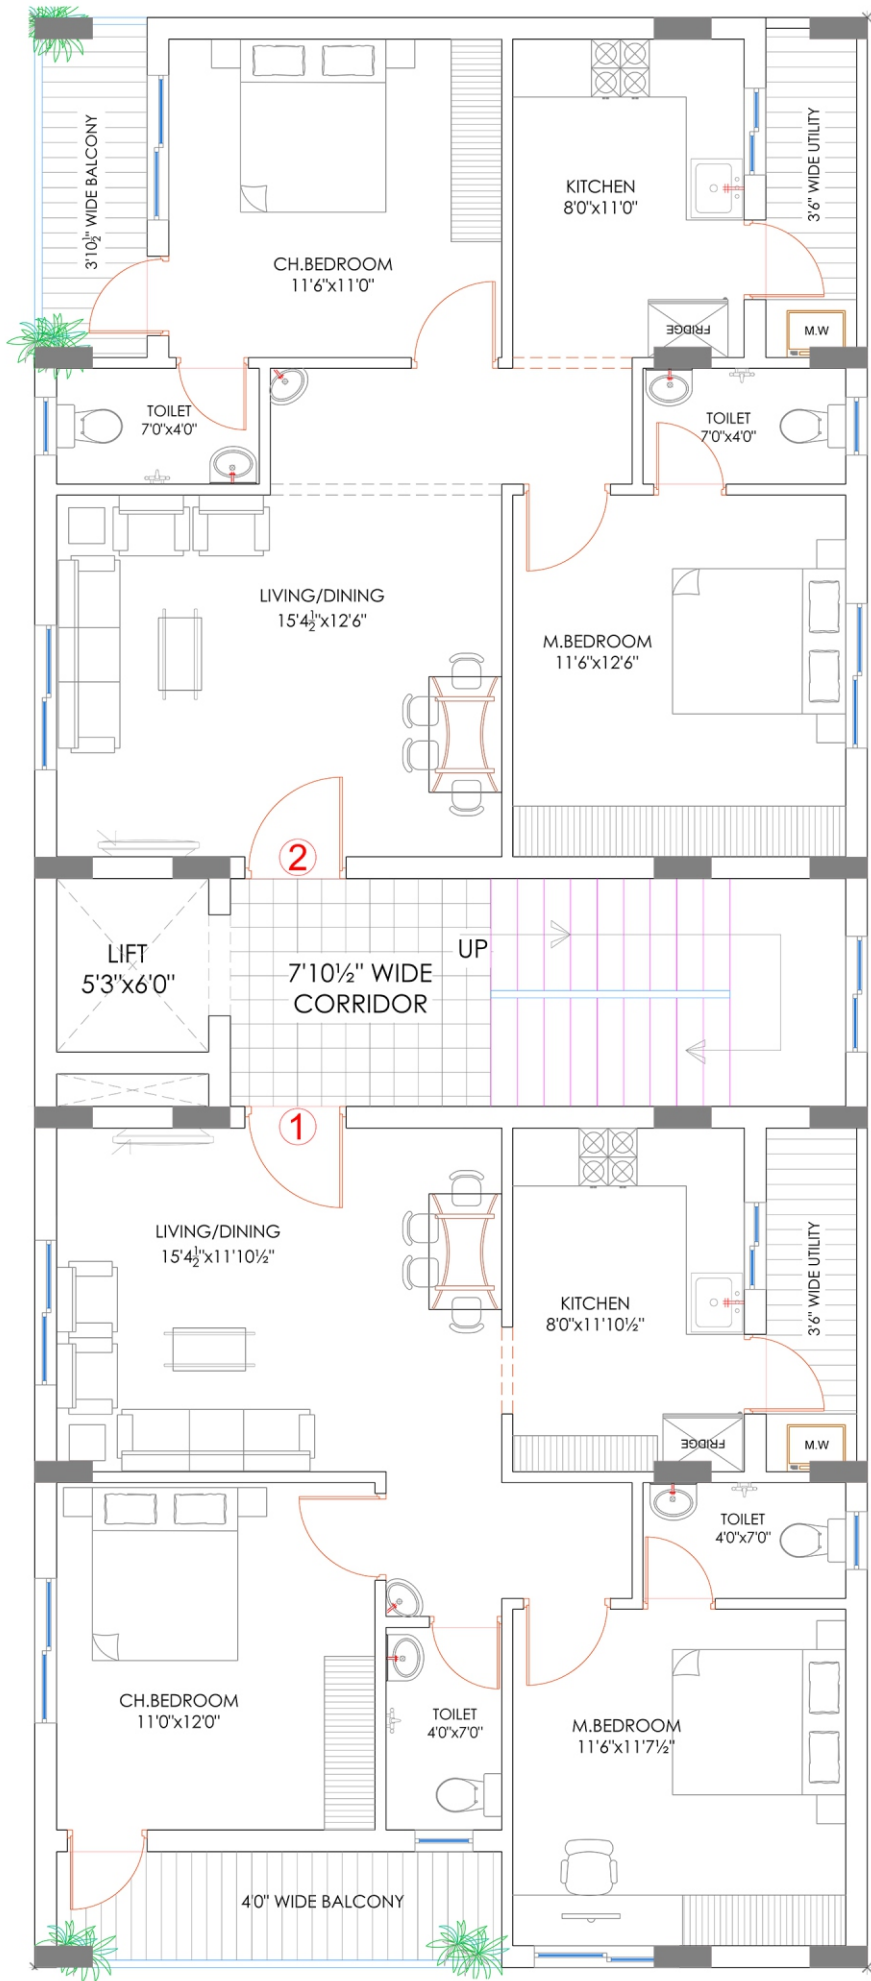 3'10½" WIDE BALCONY
CH.BEDROOM
11'6"x11'0"
KITCHEN
8'0"x11'0"
3'6" WIDE UTILITY
FRIDGE
M.W
TOILET
7'0"x4'0"
TOILET
7'0"x4'0"
LIVING/DINING
15'4½"x12'6"
M.BEDROOM
11'6"x12'6"
2
LIFT
5'3"x6'0"
7'10½" WIDE
CORRIDOR
UP
1
LIVING/DINING
15'4½"x11'10½"
KITCHEN
8'0"x11'10½"
3'6" WIDE UTILITY
FRIDGE
M.W
TOILET
4'0"x7'0"
CH.BEDROOM
11'0"x12'0"
TOILET
4'0"x7'0"
M.BEDROOM
11'6"x11'7½"
4'0" WIDE BALCONY